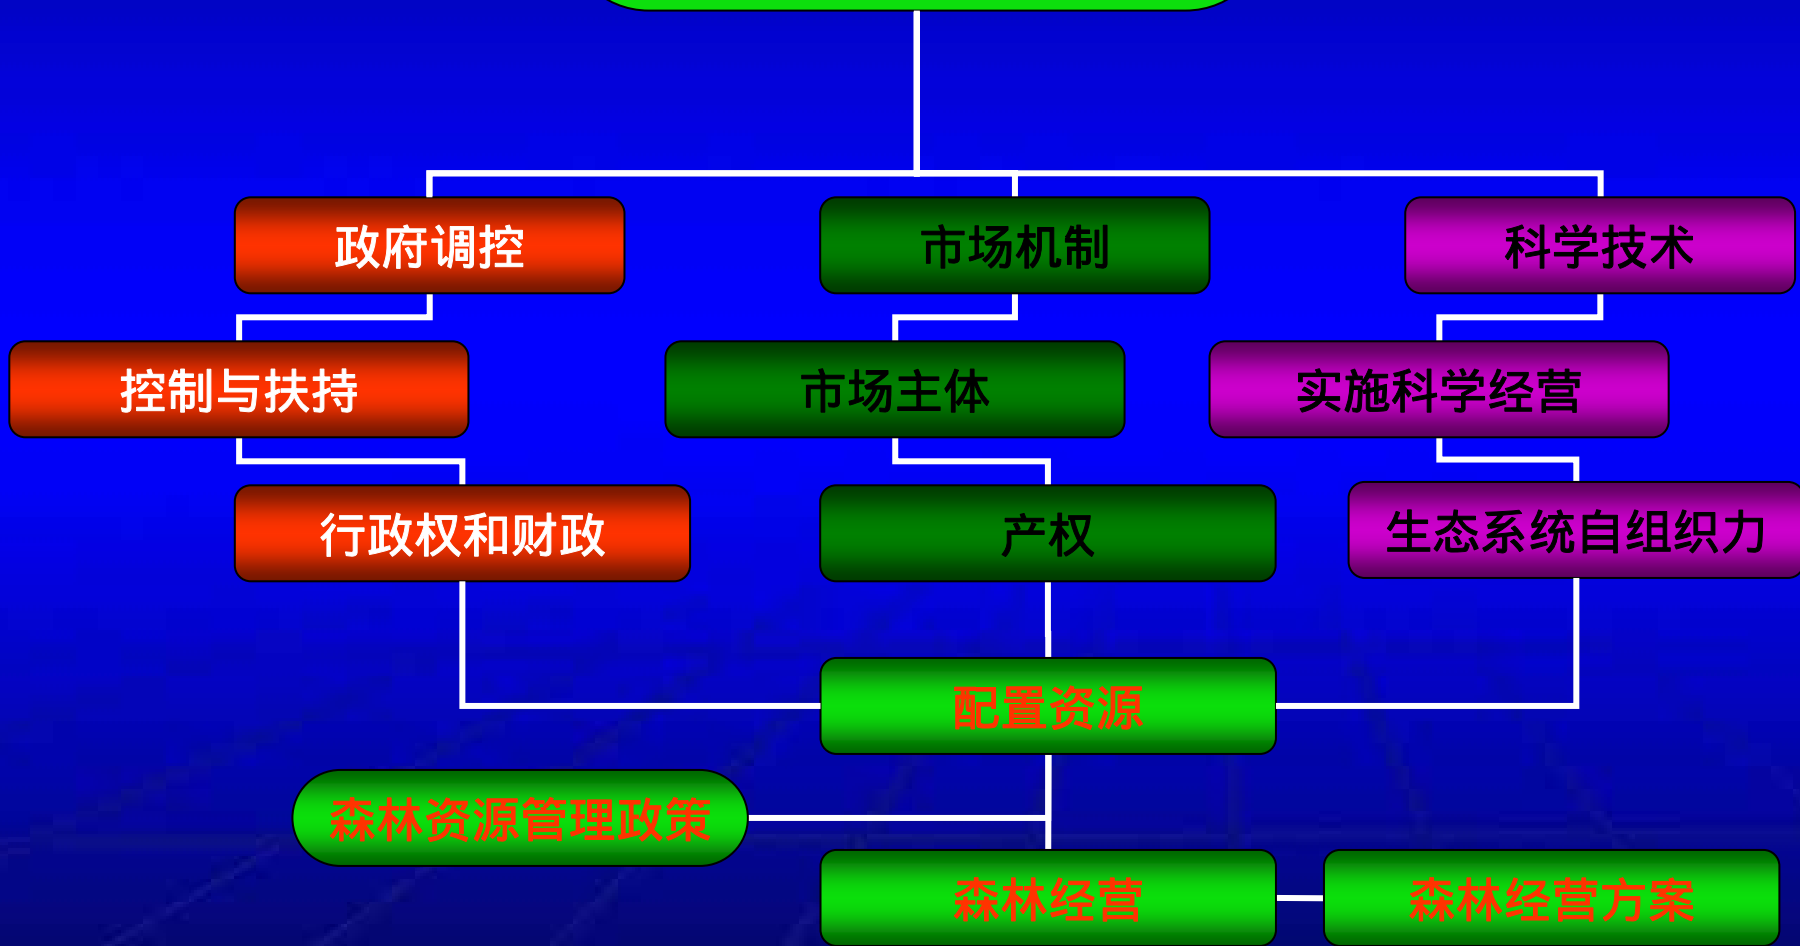 政府调控
市场机制
科学技术
控制与扶持
市场主体
实施科学经营
行政权和财政
产权
生态系统自组织力
配置资源
森林资源管理政策
森林经营
森林经营方案